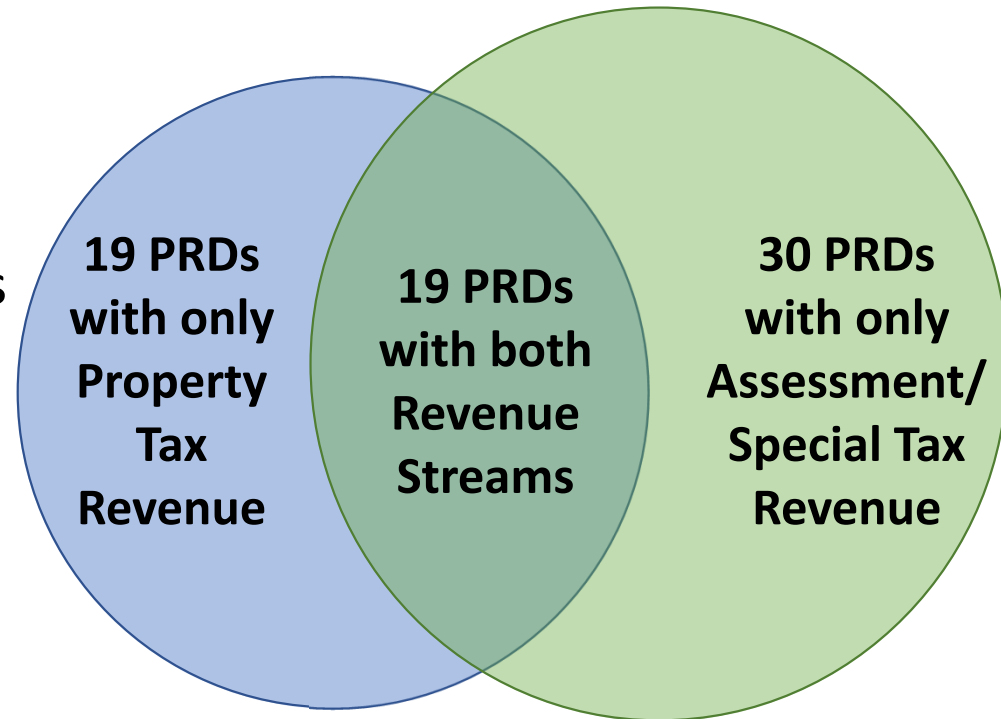 19 PRDs
with only
Property
Tax
Revenue
19 PRDs
with both
Revenue
Streams
30 PRDs
with only
Assessment/
Special Tax
Revenue